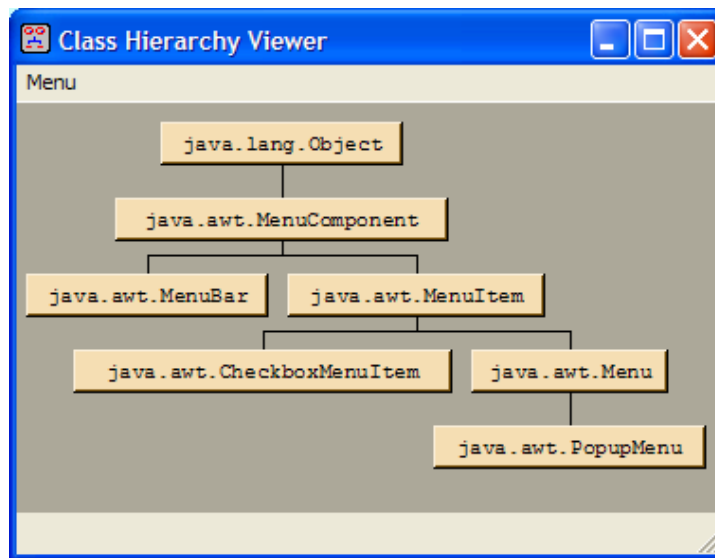 Class Hierarchy Viewer
Menu
java.lang.Object
java.awt.MenuComponent
java.awt.MenuBar
java.awt.MenuItem
java.awt.CheckboxMenuItem
java.awt.Menu
java.awt.PopupMenu